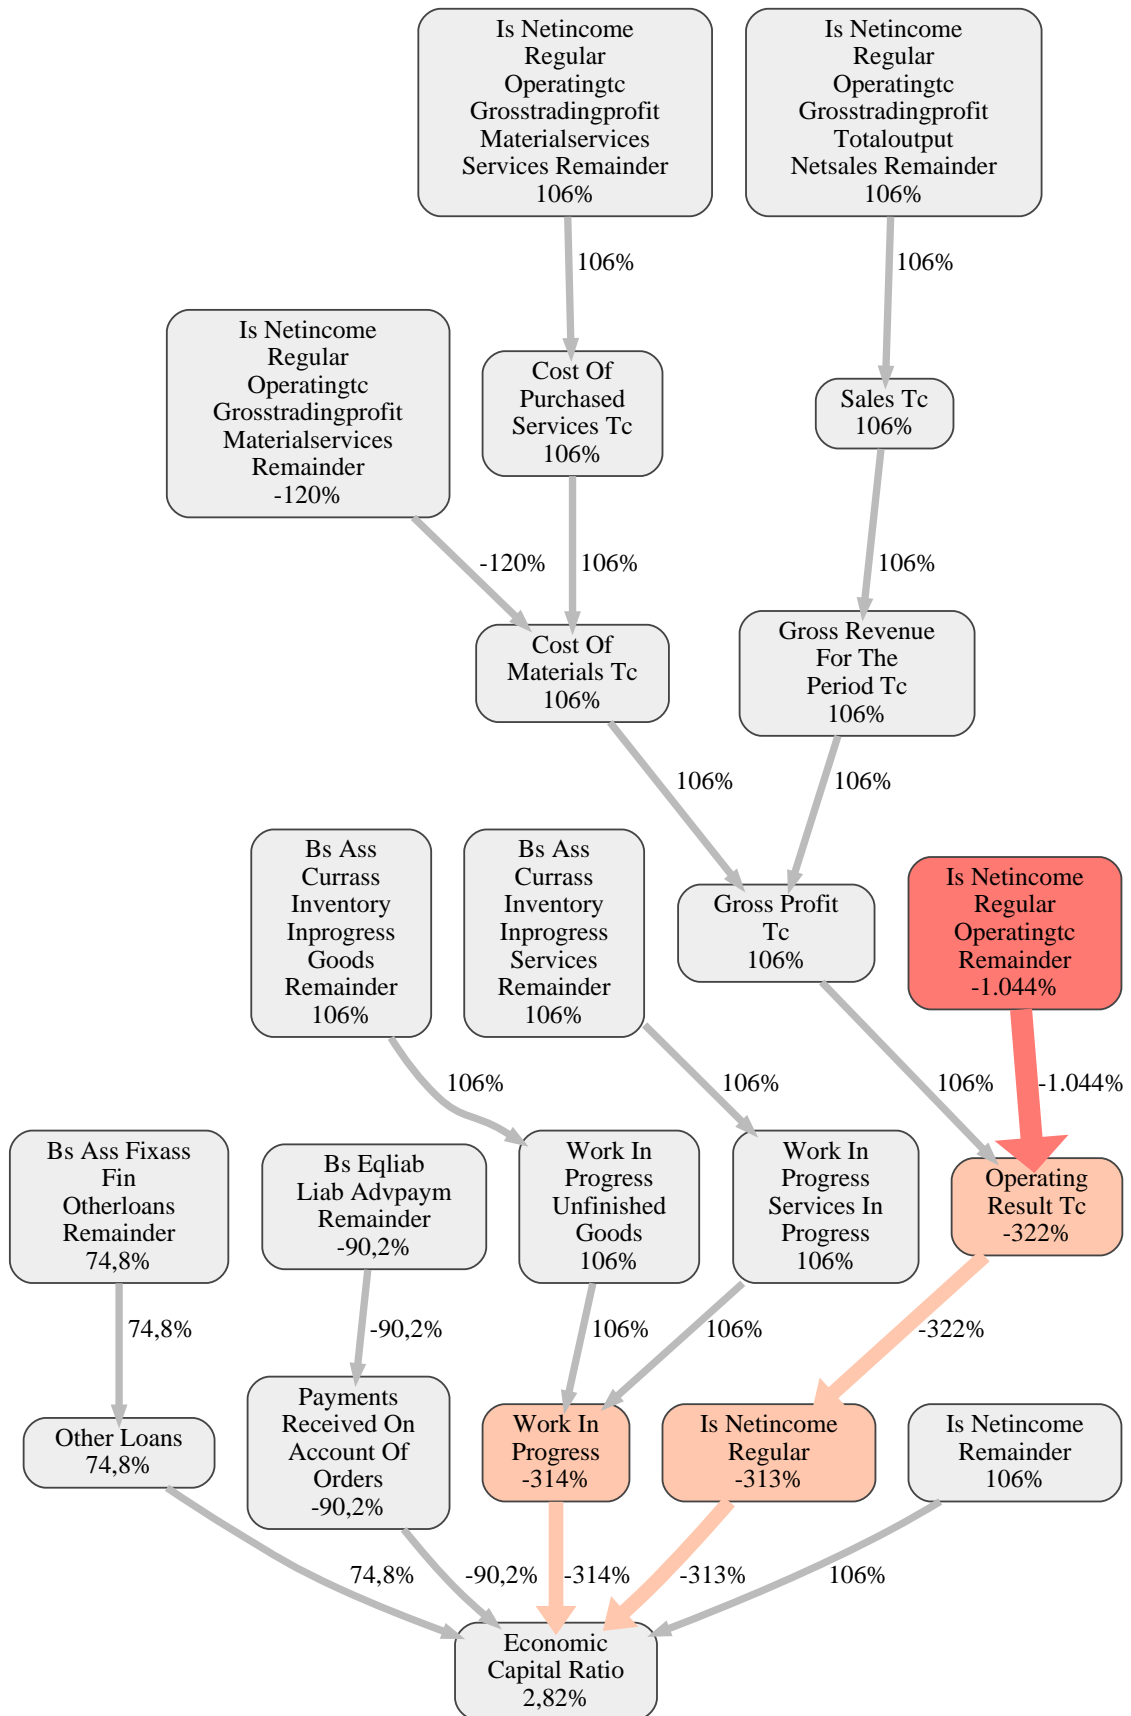 Is Netincome
Regular
Operatingtc
Grosstradingprofit
Materialservices
Services Remainder
106%
Is Netincome
Regular
Operatingtc
Grosstradingprofit
Totaloutput
Netsales Remainder
106%
106%
106%
Is Netincome
Regular
Operatingtc
Grosstradingprofit
Materialservices
Remainder
-120%
Cost Of
Purchased
Services Tc
106%
Sales Tc
106%
-120%
106%
106%
Cost Of
Materials Tc
106%
Gross Revenue
For The
Period Tc
106%
106%
106%
Bs Ass
Currass
Inventory
Inprogress
Goods
Remainder
106%
Bs Ass
Currass
Inventory
Inprogress
Services
Remainder
106%
Gross Profit
Tc
106%
Is Netincome
Regular
Operatingtc
Remainder
-1.044%
106%
106%
106%
-1.044%
Bs Ass Fixass
Fin
Otherloans
Remainder
74,8%
Bs Eqliab
Liab Advpaym
Remainder
-90,2%
Work In
Progress
Unfinished
Goods
106%
Work In
Progress
Services In
Progress
106%
Operating
Result Tc
-322%
74,8%
-90,2%
106%
106%
-322%
Other Loans
74,8%
Payments
Received On
Account Of
Orders
-90,2%
Work In
Progress
-314%
Is Netincome
Regular
-313%
Is Netincome
Remainder
106%
74,8%
-90,2%
-314%
-313%
106%
Economic
Capital Ratio
2,82%